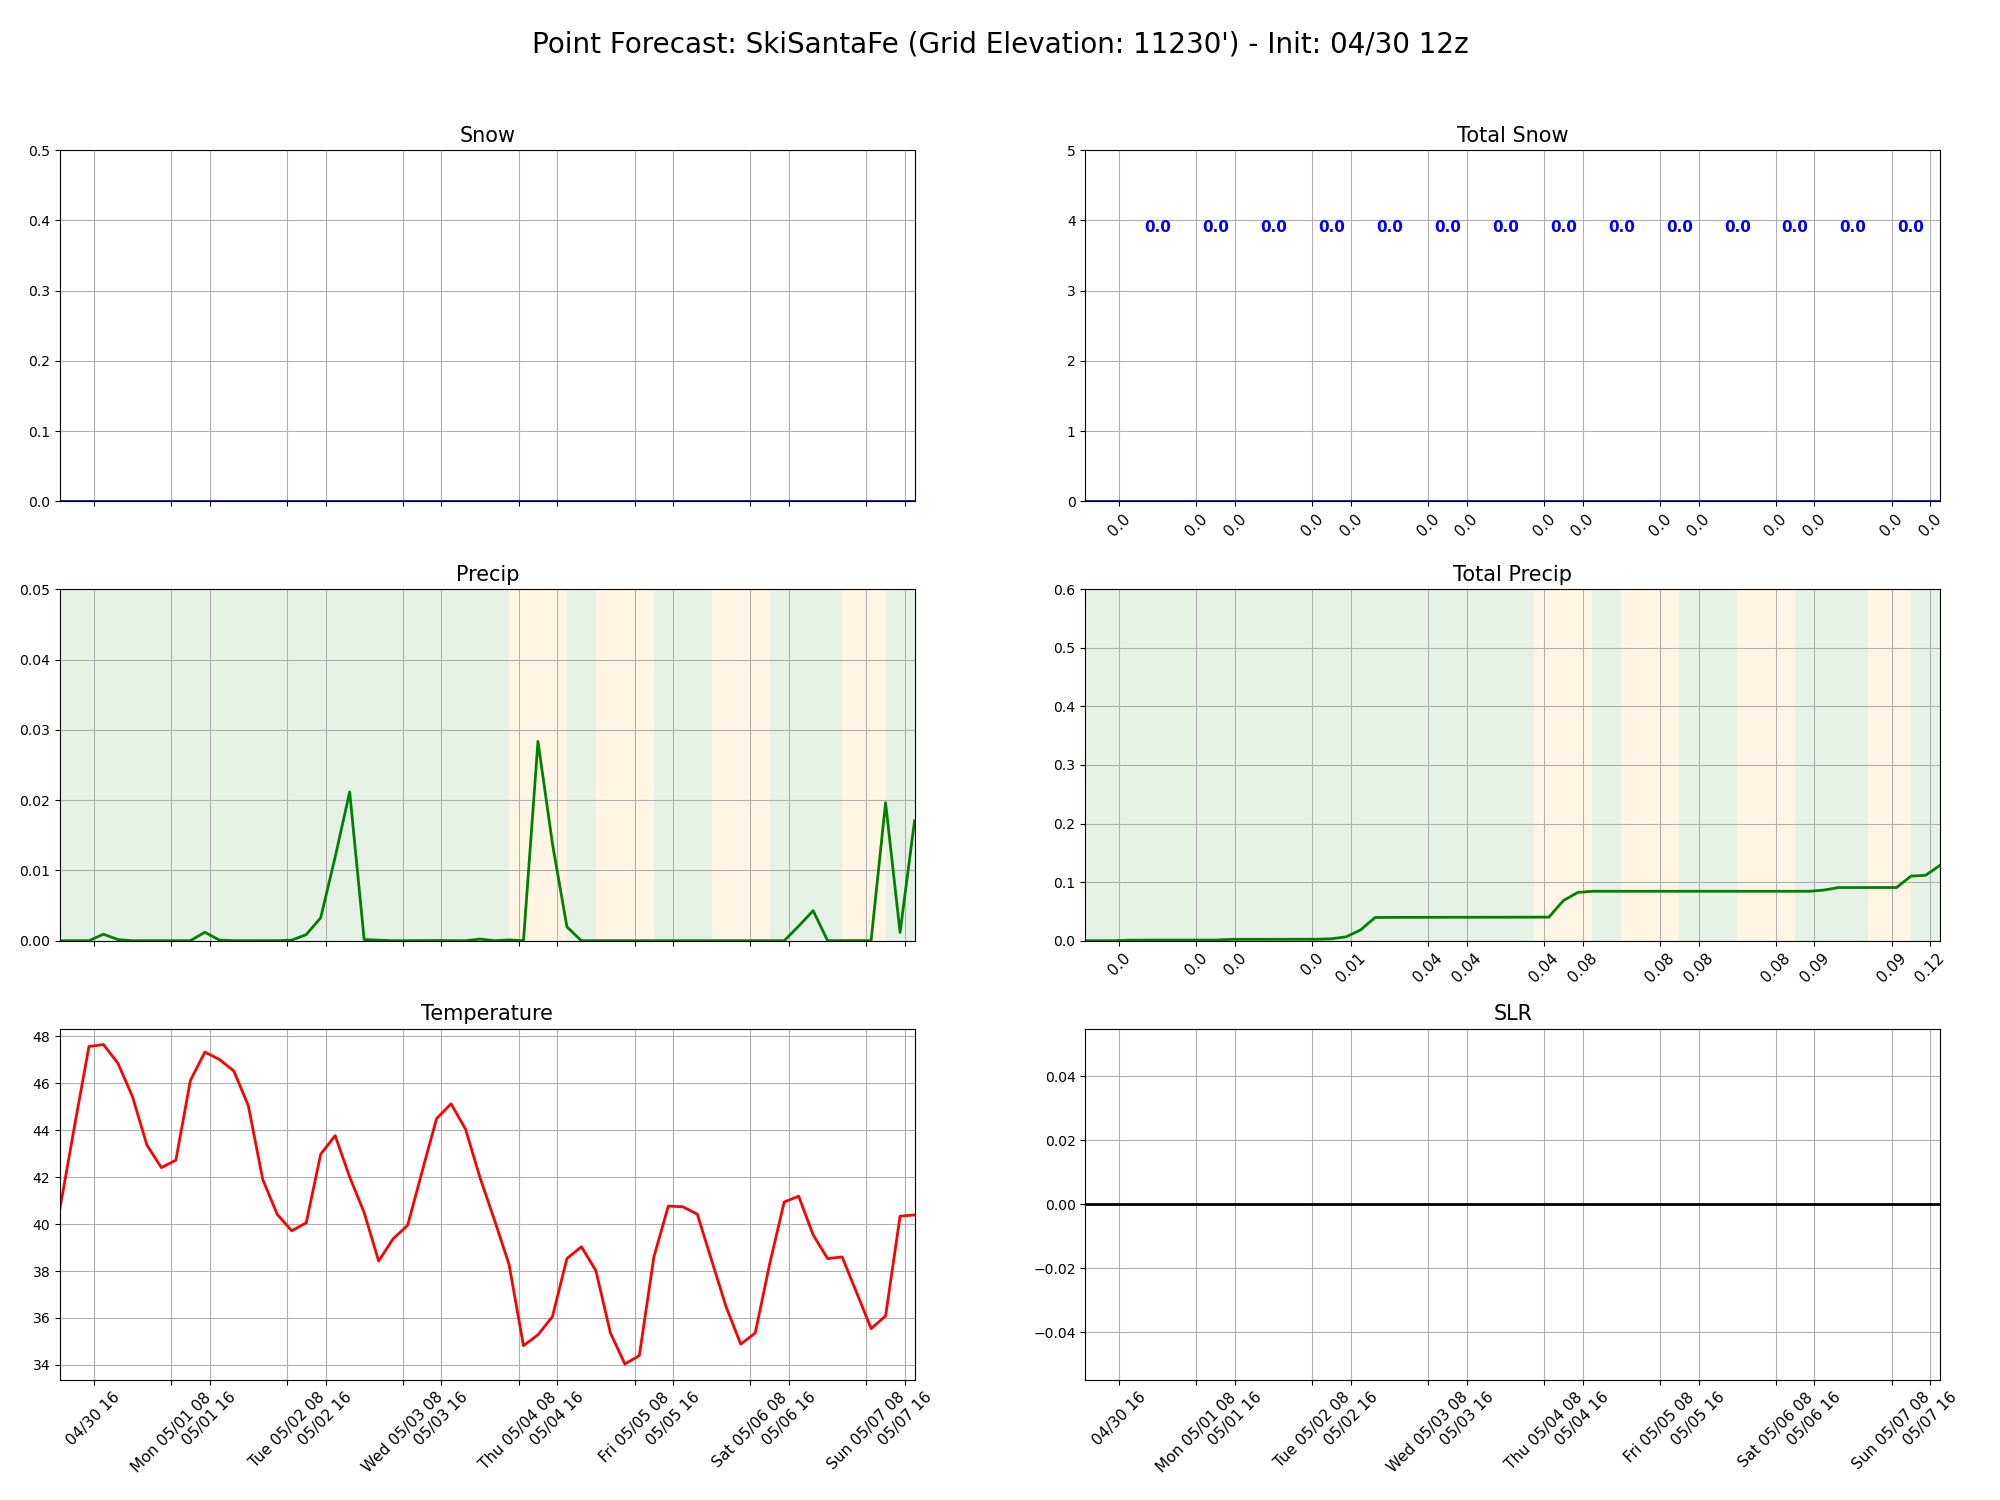 Point Forecast: SkiSantaFe (Grid Elevation: 11230') - Init: 04/30 12z
Snow
0.5
0.4
0.3
0.2
0.1
0.0
Total Snow
5
4
3
2
1
0
0.0 0.0 0.0 0.0 0.0 0.0 0.0 0.0 0.0 0.0 0.0 0.0 0.0 0.0
0.0 0.0 0.0 0.0 0.0 0.0 0.0 0.0 0.0 0.0 0.0 0.0 0.0 0.0 0.0
Precip
0.05
0.04
0.03
0.02
0.01
0.00
Total Precip
0.6
0.5
0.4
0.3
0.2
0.1
0.0
0.0 0.0 0.0 0.0 0.01 0.04 0.04 0.04 0.08 0.08 0.08 0.08 0.09 0.09 0.12
Temperature
48
46
44
42
40
38
36
34
04/30 16
Mon 05/01 08
05/01 16
Tue 05/02 08
05/02 16
Wed 05/03 08
05/03 16
Thu 05/04 08
05/04 16
Fri 05/05 08
05/05 16
Sat 05/06 08
05/06 16
Sun 05/07 08
05/07 16
SLR
0.04
0.02
0.00
−0.02
−0.04
04/30 16
Mon 05/01 08
05/01 16
Tue 05/02 08
05/02 16
Wed 05/03 08
05/03 16
Thu 05/04 08
05/04 16
Fri 05/05 08
05/05 16
Sat 05/06 08
05/06 16
Sun 05/07 08
05/07 16